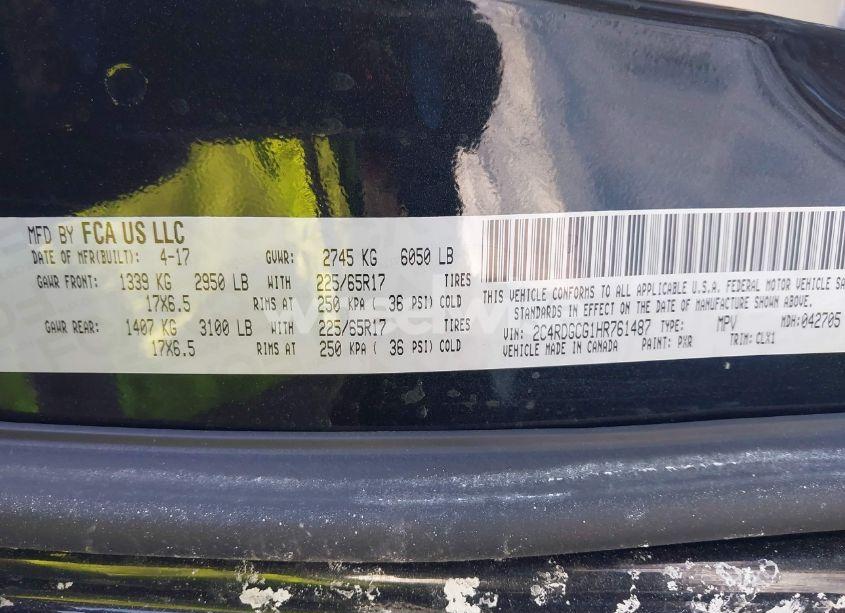 MFD BY FCA US LLC
DATE OF MFR(BUILT): 4-17 GVWR: 2745 KG 6050 LB
GAWR FRONT: 1339 KG 2950 LB WITH 225/65R17 TIRES
17X6.5 RIMS AT 250 KPA ( 36 PSI) COLD
GAWR REAR: 1407 KG 3100 LB WITH 225/65R17 TIRES
17X6.5 RIMS AT 250 KPA ( 36 PSI) COLD
THIS VEHICLE CONFORMS TO ALL APPLICABLE U.S.A. FEDERAL MOTOR VEHICLE SA
STANDARDS IN EFFECT ON THE DATE OF MANUFACTURE SHOWN ABOVE.
VIN: 2C4RDGCG1HR761487 TYPE: MPV MDH: 042705
VEHICLE MADE IN CANADA PAINT: PXR TRIM: CLX1